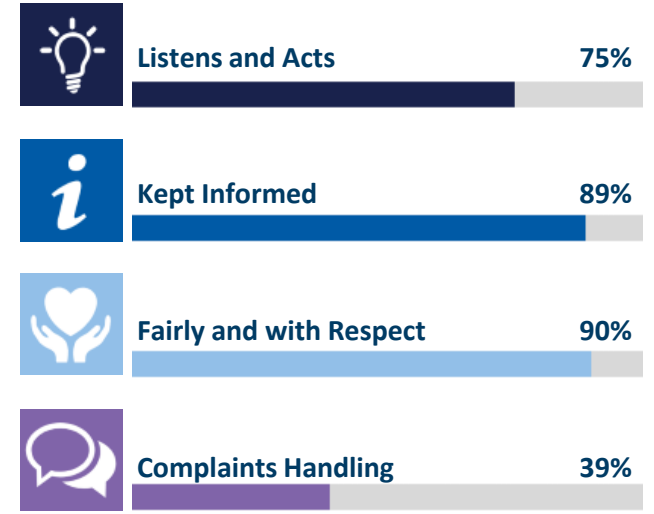 Listens and Acts 75%
Kept Informed 89%
Fairly and with Respect 90%
Complaints Handling 39%